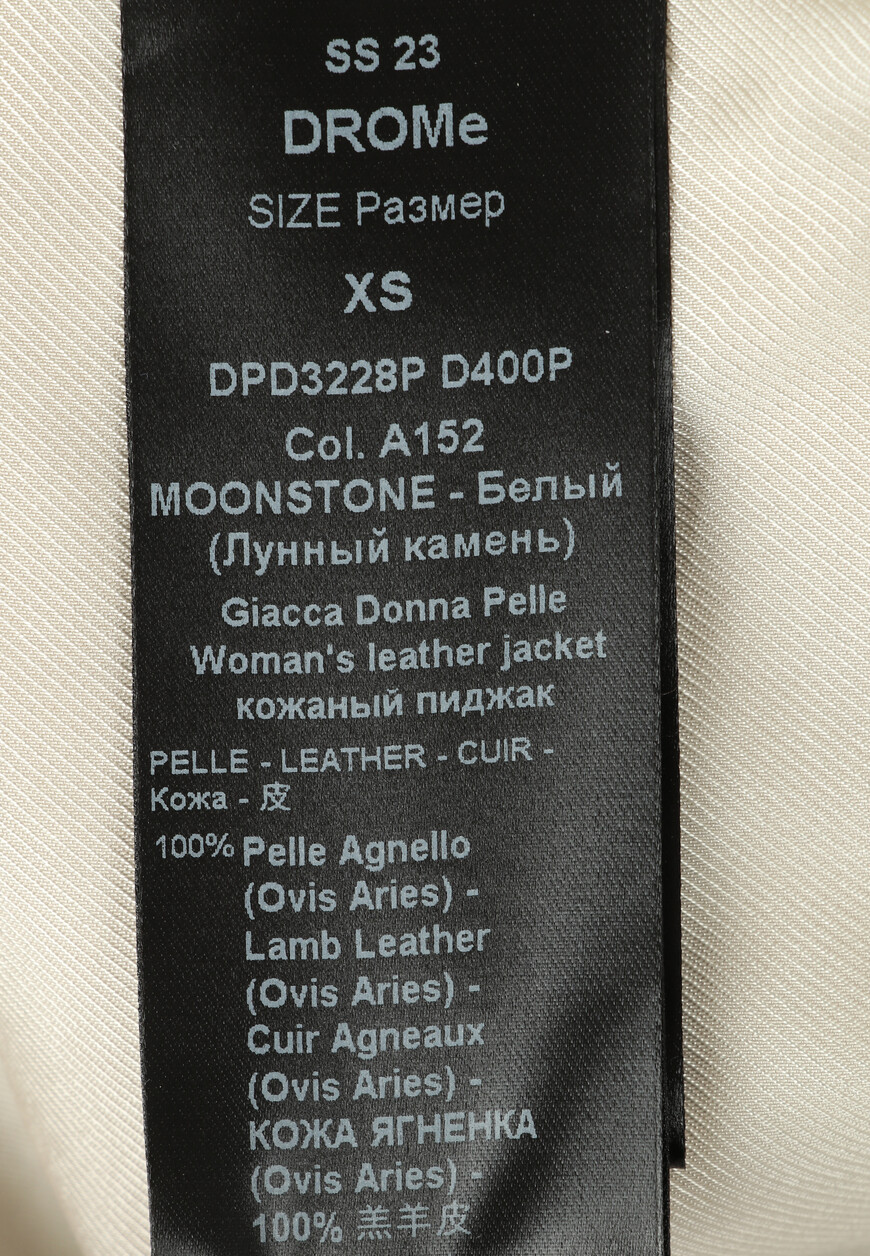 SS 23
DROMe
SIZE Размер
XS
DPD3228P D400P
Col. A152
MOONSTONE - Белый
(Лунный камень)
Giacca Donna Pelle
Woman's leather jacket
кожаный пиджак
PELLE - LEATHER - CUIR -
Кожа - 皮
100% Pelle Agnello
(Ovis Aries) -
Lamb Leather
(Ovis Aries) -
Cuir Agneaux
(Ovis Aries) -
КОЖА ЯГНЕНКА
(Ovis Aries) -
100% 羔羊皮